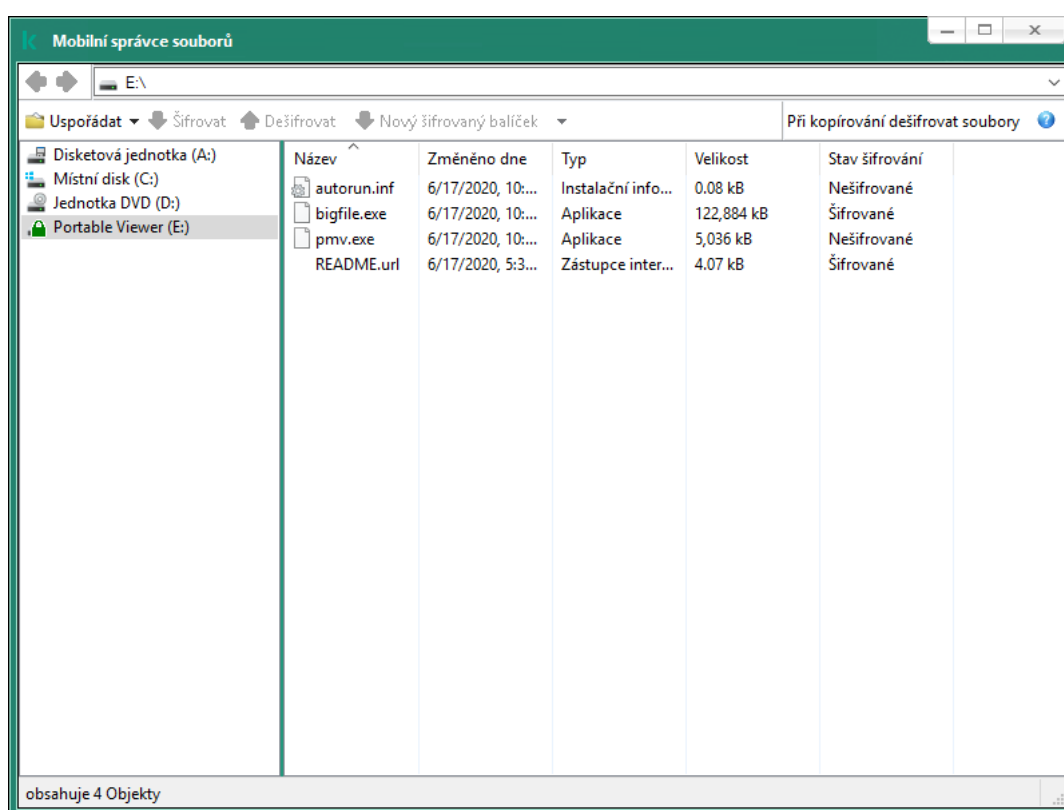 Mobilní správce souborů
E:\
Uspořádat Šifrovat Dešifrovat Nový šifrovaný balíček Při kopírování dešifrovat soubory
Disketová jednotka (A:)
Místní disk (C:)
Jednotka DVD (D:)
Portable Viewer (E:)
Název Změněno dne Typ Velikost Stav šifrování
autorun.inf 6/17/2020, 10:... Instalační info... 0.08 kB Nešifrované
bigfile.exe 6/17/2020, 10:... Aplikace 122,884 kB Šifrované
pmv.exe 6/17/2020, 10:... Aplikace 5,036 kB Nešifrované
README.url 6/17/2020, 5:3... Zástupce inter... 4.07 kB Šifrované
obsahuje 4 Objekty